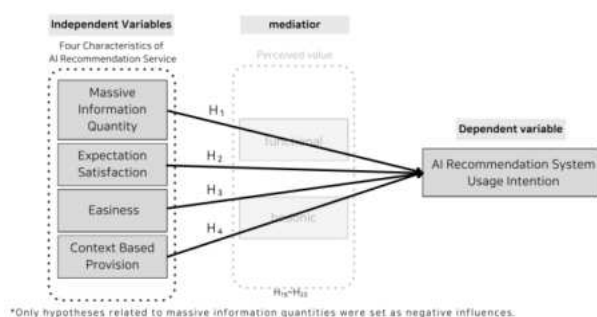 Independent Variables
mediatior
Four Characteristics of
AI Recommendation Service
Perceived value
Massive
Information
Quantity
H₁
functional
Dependent variable
Expectation
Satisfaction
H₂
AI Recommendation System
Usage Intention
Easiness
H₃
hedonic
Context Based
Provision
H₄
*Only hypotheses related to massive information quantities were set as negative influences.